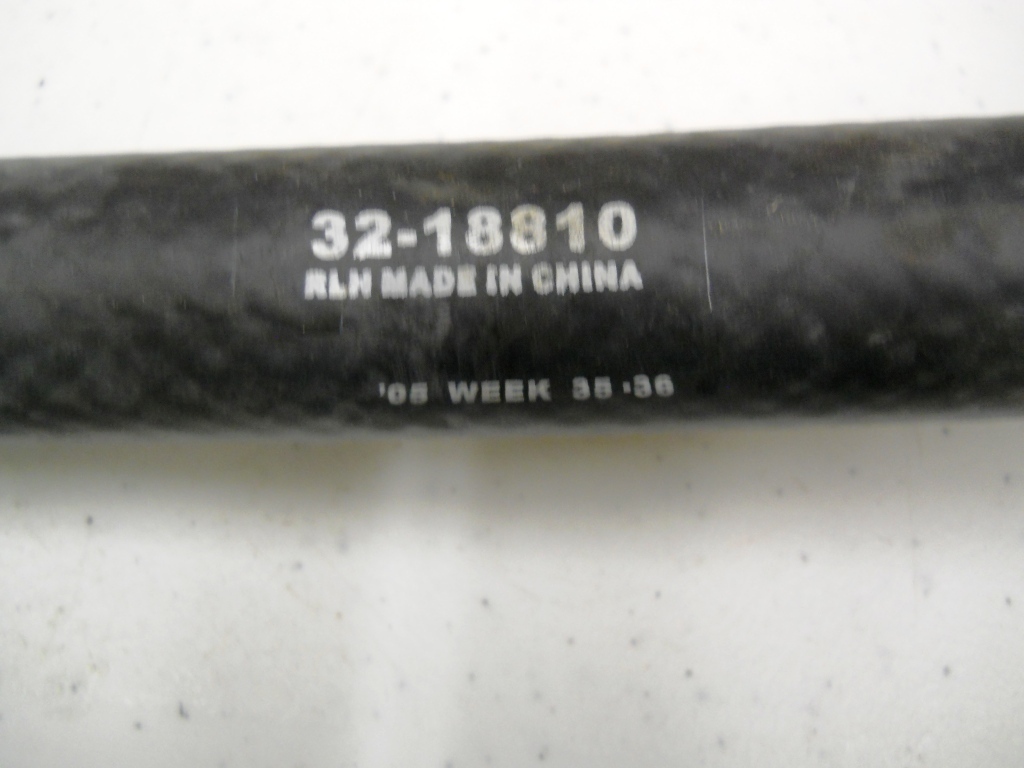 32-18810
RLH MADE IN CHINA
'05 WEEK 35-36